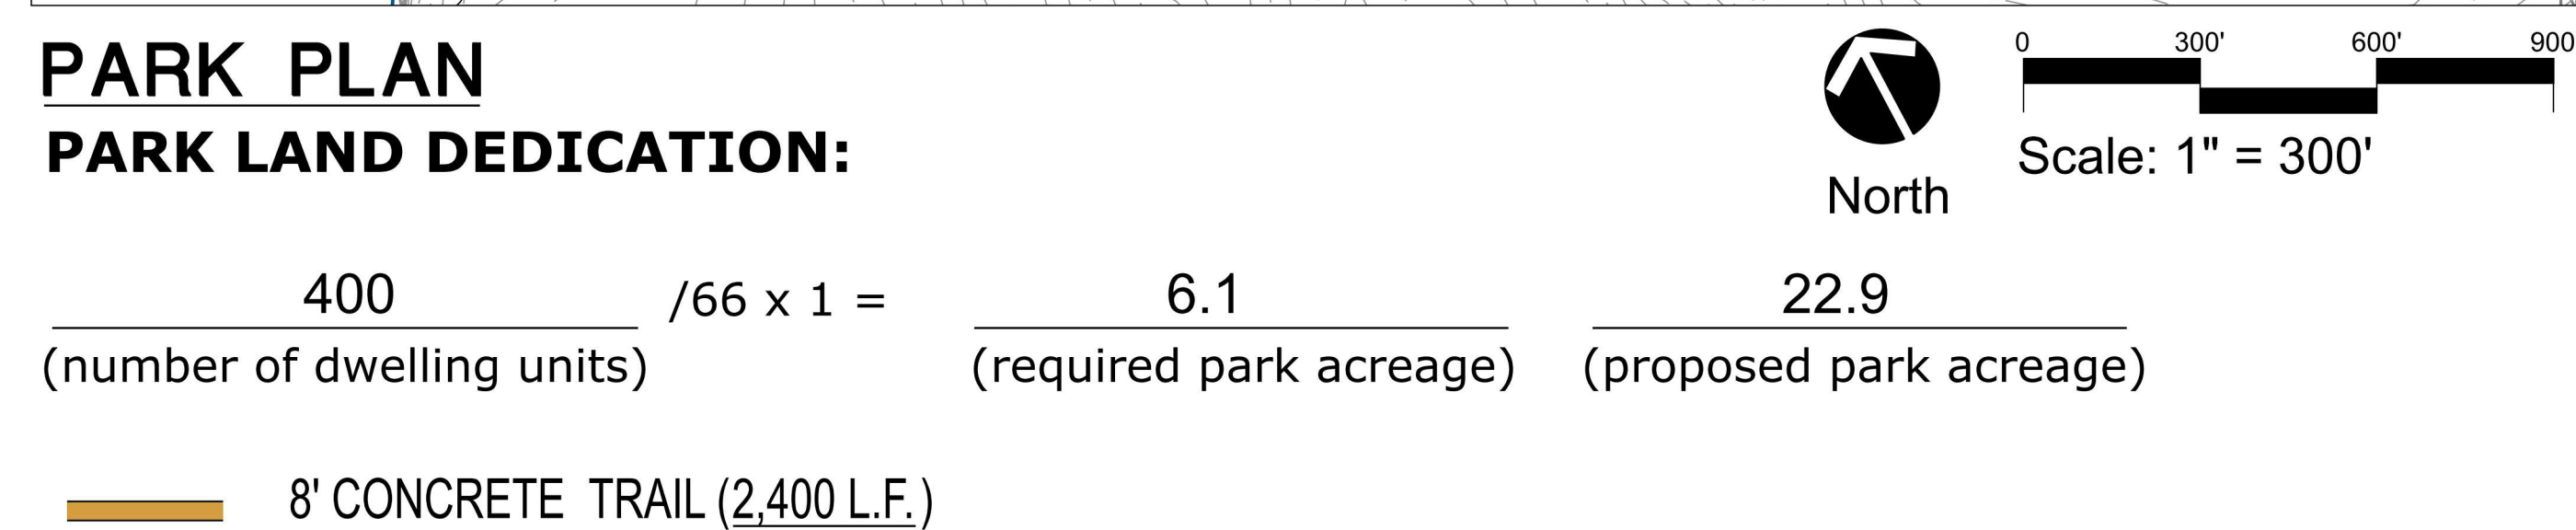 PARK PLAN
PARK LAND DEDICATION:
North
0 300' 600' 900
Scale: 1" = 300'
400 /66 x 1 = 6.1 22.9
(number of dwelling units) (required park acreage) (proposed park acreage)
8' CONCRETE TRAIL (2,400 L.F.)